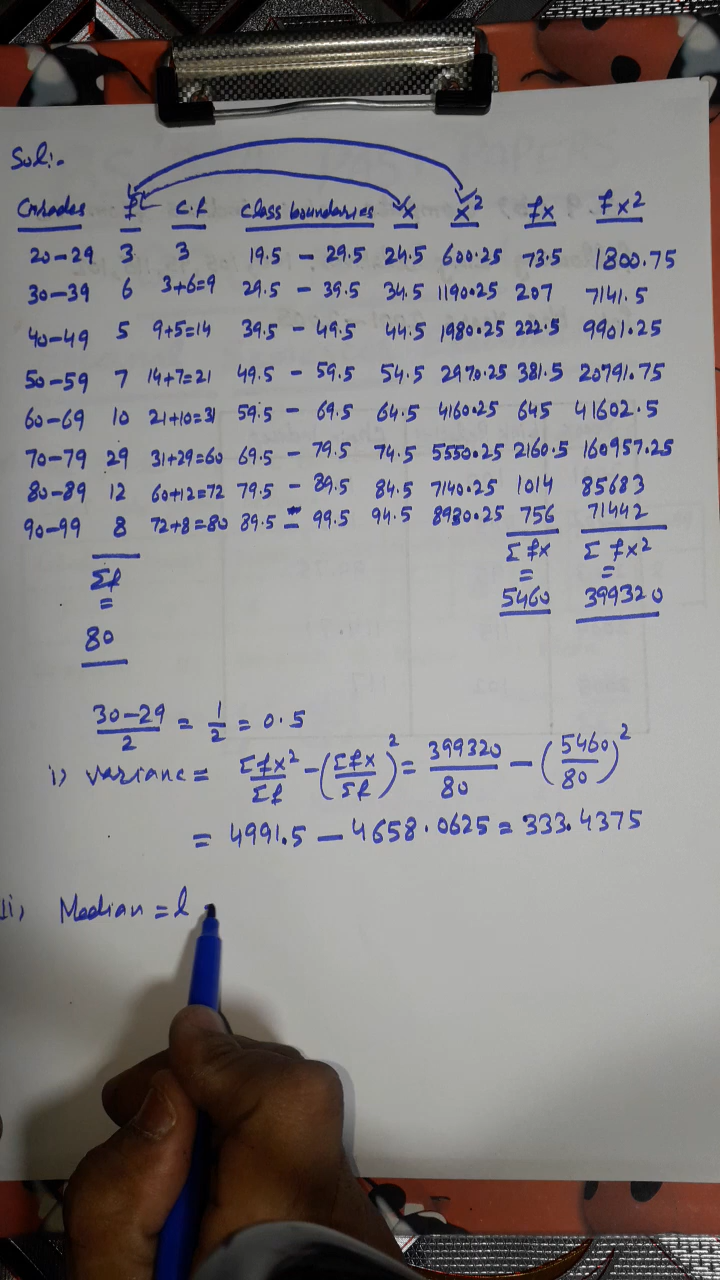 Sol:-
Grades f C.f class boundaries x x² fx fx²
20-29 3 3 19.5 - 29.5 24.5 600.25 73.5 1800.75
30-39 6 3+6=9 29.5 - 39.5 34.5 1190.25 207 7141.5
40-49 5 9+5=14 39.5 - 49.5 44.5 1980.25 222.5 9901.25
50-59 7 14+7=21 49.5 - 59.5 54.5 2970.25 381.5 20791.75
60-69 10 21+10=31 59.5 - 69.5 64.5 4160.25 645 41602.5
70-79 29 31+29=60 69.5 - 79.5 74.5 5550.25 2160.5 160957.25
80-89 12 60+12=72 79.5 - 89.5 84.5 7140.25 1014 85683
90-99 8 72+8=80 89.5 - 99.5 94.5 8930.25 756 71442
Σf = 80 Σfx = 5460 Σfx² = 399320
30-29/2 = 1/2 = 0.5
i) variance = Σfx²/Σf - (Σfx/Σf)² = 399320/80 - (5460/80)²
= 4991.5 - 4658.0625 = 333.4375
ii) Median = l